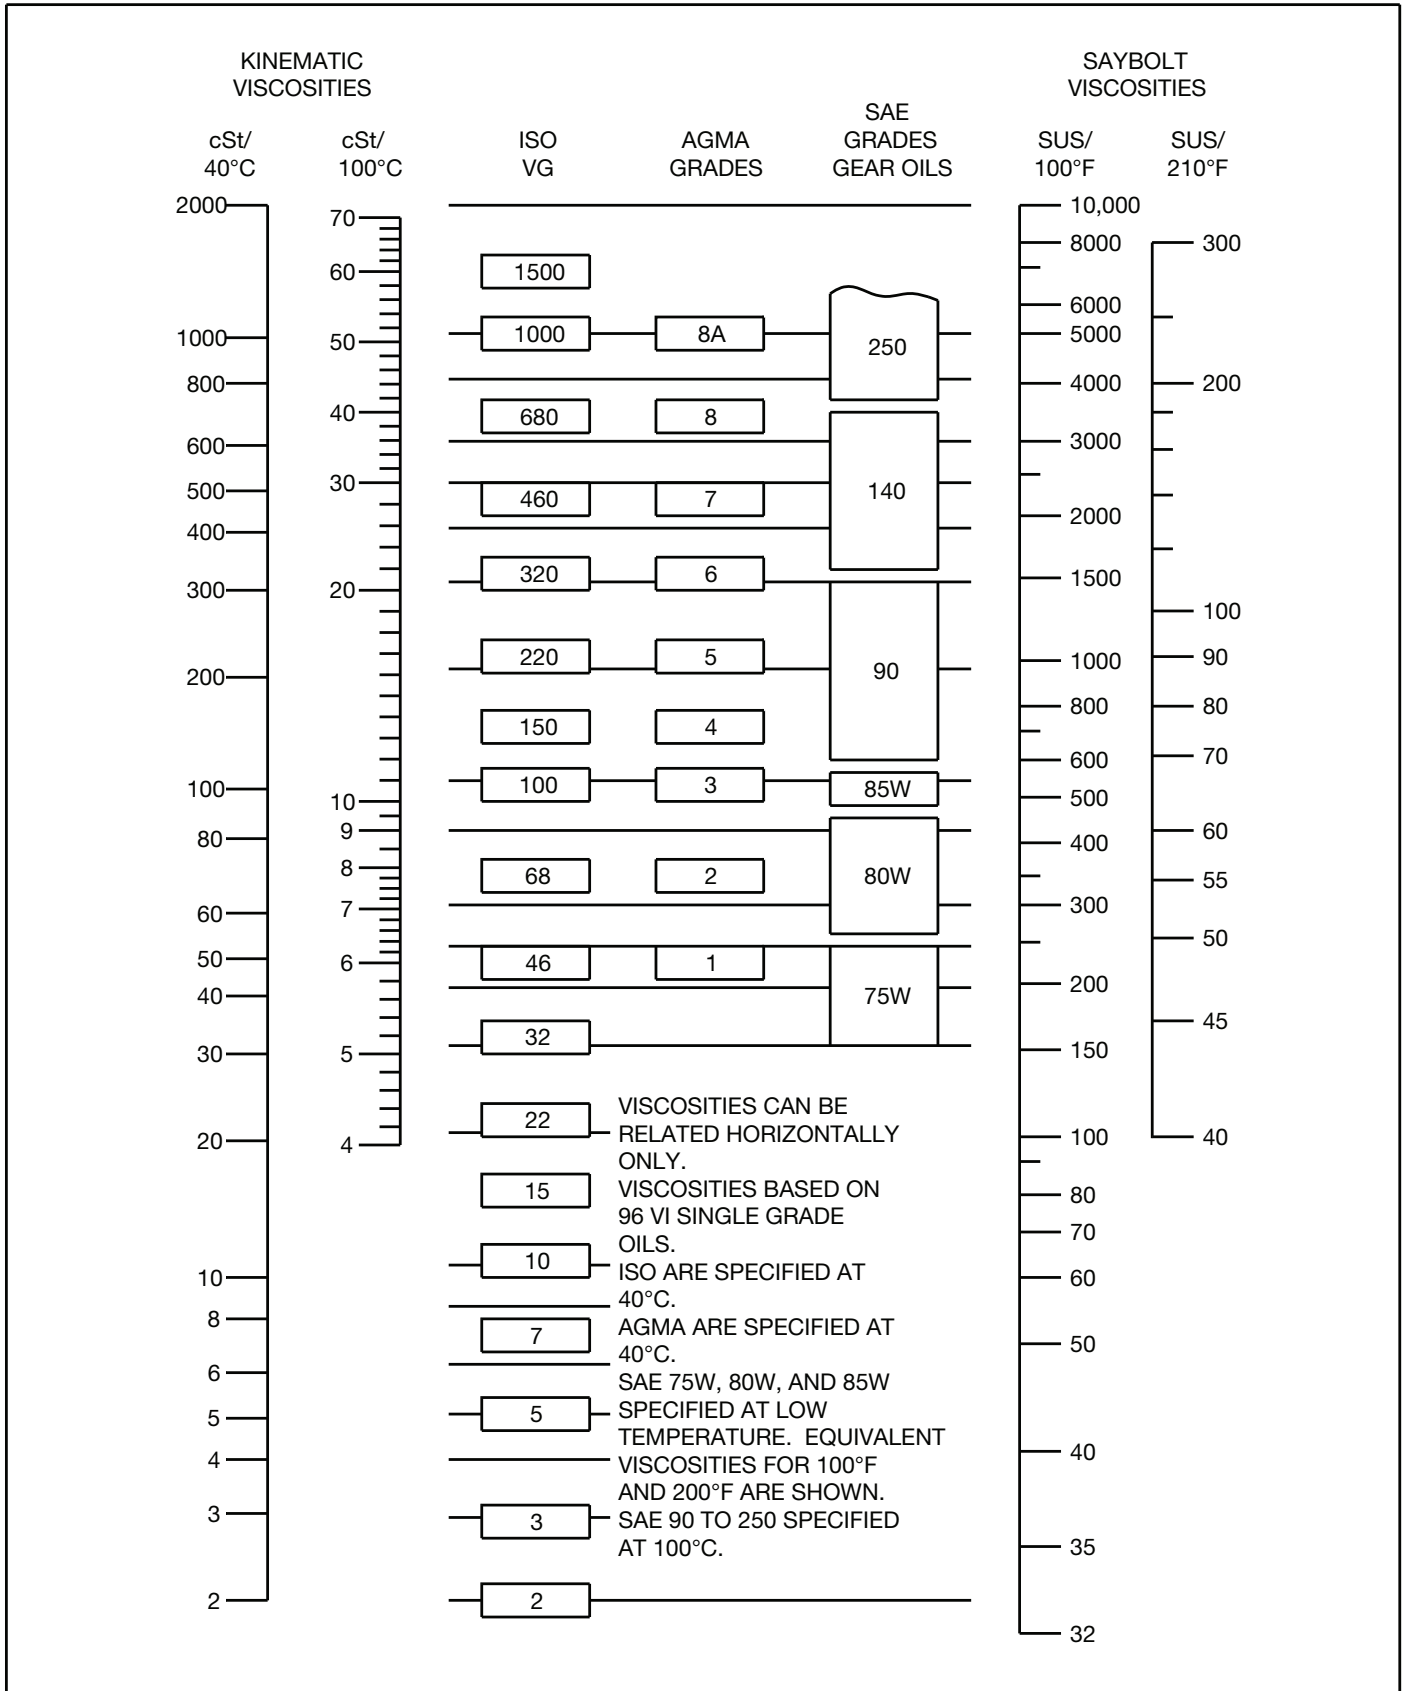 KINEMATIC
VISCOSITIES
SAYBOLT
VISCOSITIES
cSt/
40°C
cSt/
100°C
ISO
VG
AGMA
GRADES
SAE
GRADES
GEAR OILS
SUS/
100°F
SUS/
210°F
2000
1000
800
600
500
400
300
200
100
80
60
50
40
30
20
10
8
6
5
4
3
2
70
60
50
40
30
20
10
9
8
7
6
5
4
1500
1000
680
460
320
220
150
100
68
46
32
22
15
10
7
5
3
2
8A
8
7
6
5
4
3
2
1
250
140
90
85W
80W
75W
VISCOSITIES CAN BE
RELATED HORIZONTALLY
ONLY.
VISCOSITIES BASED ON
96 VI SINGLE GRADE
OILS.
ISO ARE SPECIFIED AT
40°C.
AGMA ARE SPECIFIED AT
40°C.
SAE 75W, 80W, AND 85W
SPECIFIED AT LOW
TEMPERATURE. EQUIVALENT
VISCOSITIES FOR 100°F
AND 200°F ARE SHOWN.
SAE 90 TO 250 SPECIFIED
AT 100°C.
10,000
8000
6000
5000
4000
3000
2000
1500
1000
800
600
500
400
300
200
150
100
80
70
60
50
40
35
32
300
200
100
90
80
70
60
55
50
45
40